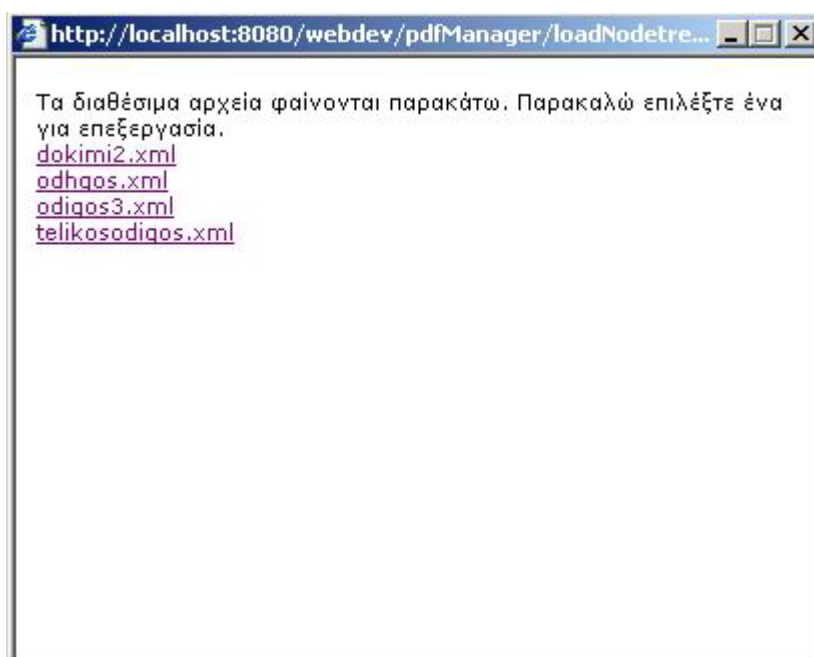 http://localhost:8080/webdev/pdfManager/loadNodetre...
Τα διαθέσιμα αρχεία φαίνονται παρακάτω. Παρακαλώ επιλέξτε ένα
για επεξεργασία.
dokimi2.xml
odhgos.xml
odigos3.xml
telikosodigos.xml